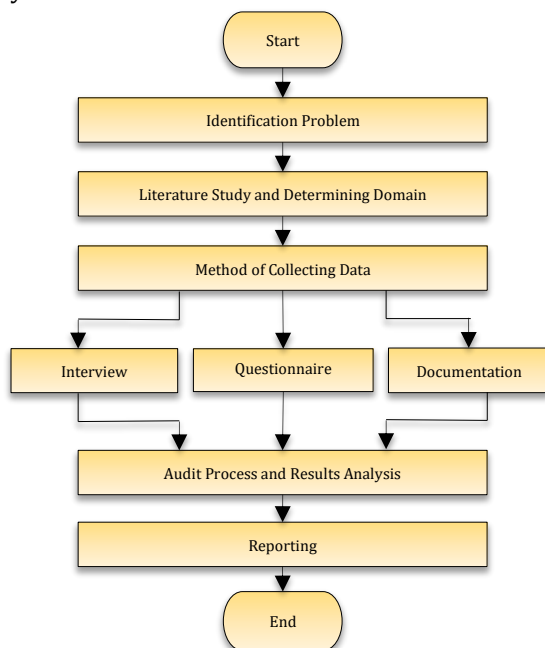 Start
Identification Problem
Literature Study and Determining Domain
Method of Collecting Data
Interview
Questionnaire
Documentation
Audit Process and Results Analysis
Reporting
End